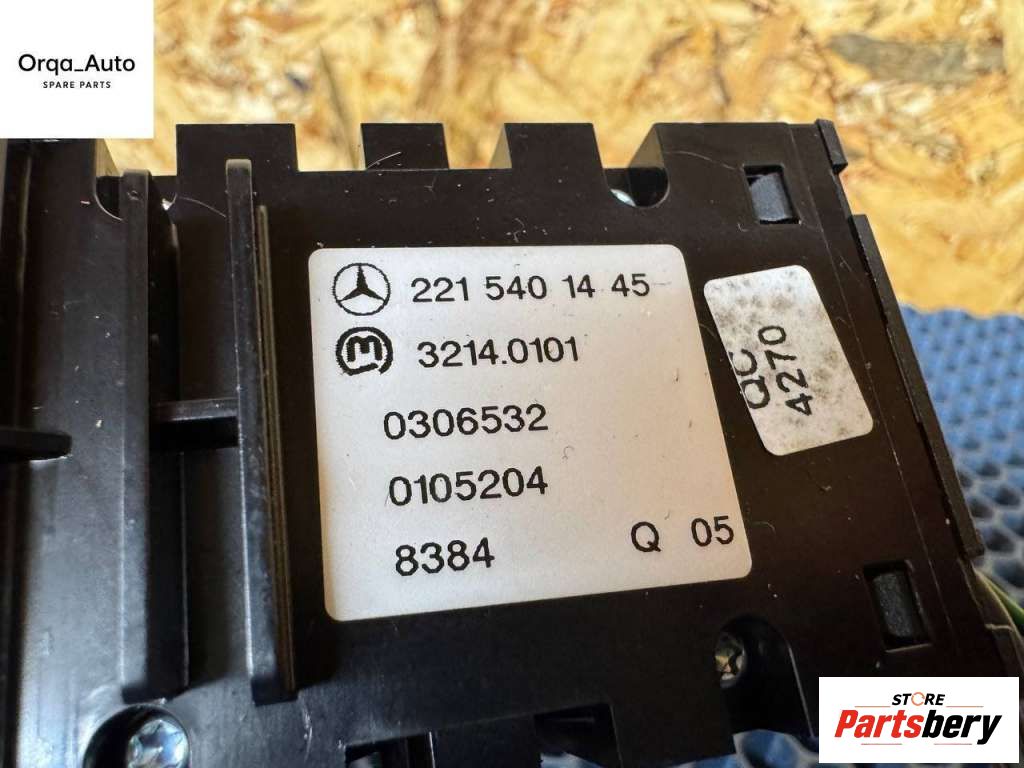 Orqa_Auto
SPARE PARTS
221 540 14 45
M
3214.0101
0306532
0105204
8384
Q 05
QC
4270
STORE
Partsbery